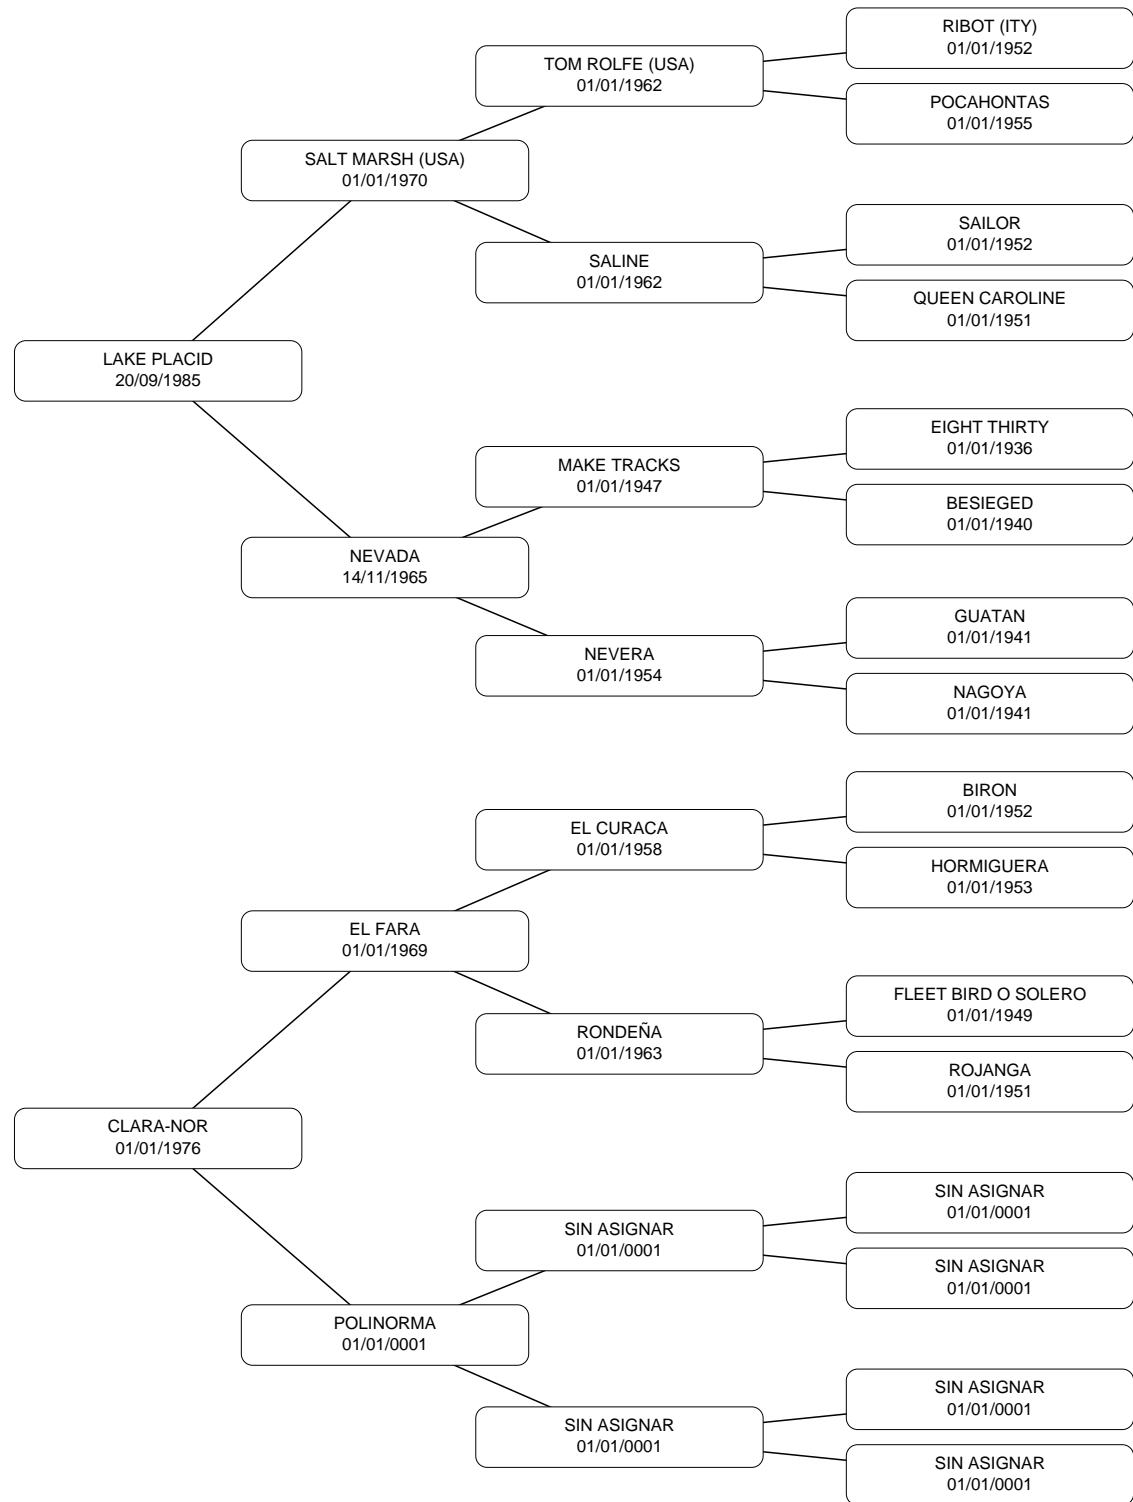 RIBOT (ITY)
01/01/1952
TOM ROLFE (USA)
01/01/1962
POCAHONTAS
01/01/1955
SALT MARSH (USA)
01/01/1970
SAILOR
01/01/1952
SALINE
01/01/1962
QUEEN CAROLINE
01/01/1951
LAKE PLACID
20/09/1985
EIGHT THIRTY
01/01/1936
MAKE TRACKS
01/01/1947
BESIEGED
01/01/1940
NEVADA
14/11/1965
GUATAN
01/01/1941
NEVERA
01/01/1954
NAGOYA
01/01/1941
BIRON
01/01/1952
EL CURACA
01/01/1958
HORMIGUERA
01/01/1953
EL FARA
01/01/1969
FLEET BIRD O SOLERO
01/01/1949
RONDEÑA
01/01/1963
ROJANGA
01/01/1951
CLARA-NOR
01/01/1976
SIN ASIGNAR
01/01/0001
SIN ASIGNAR
01/01/0001
SIN ASIGNAR
01/01/0001
POLINORMA
01/01/0001
SIN ASIGNAR
01/01/0001
SIN ASIGNAR
01/01/0001
SIN ASIGNAR
01/01/0001